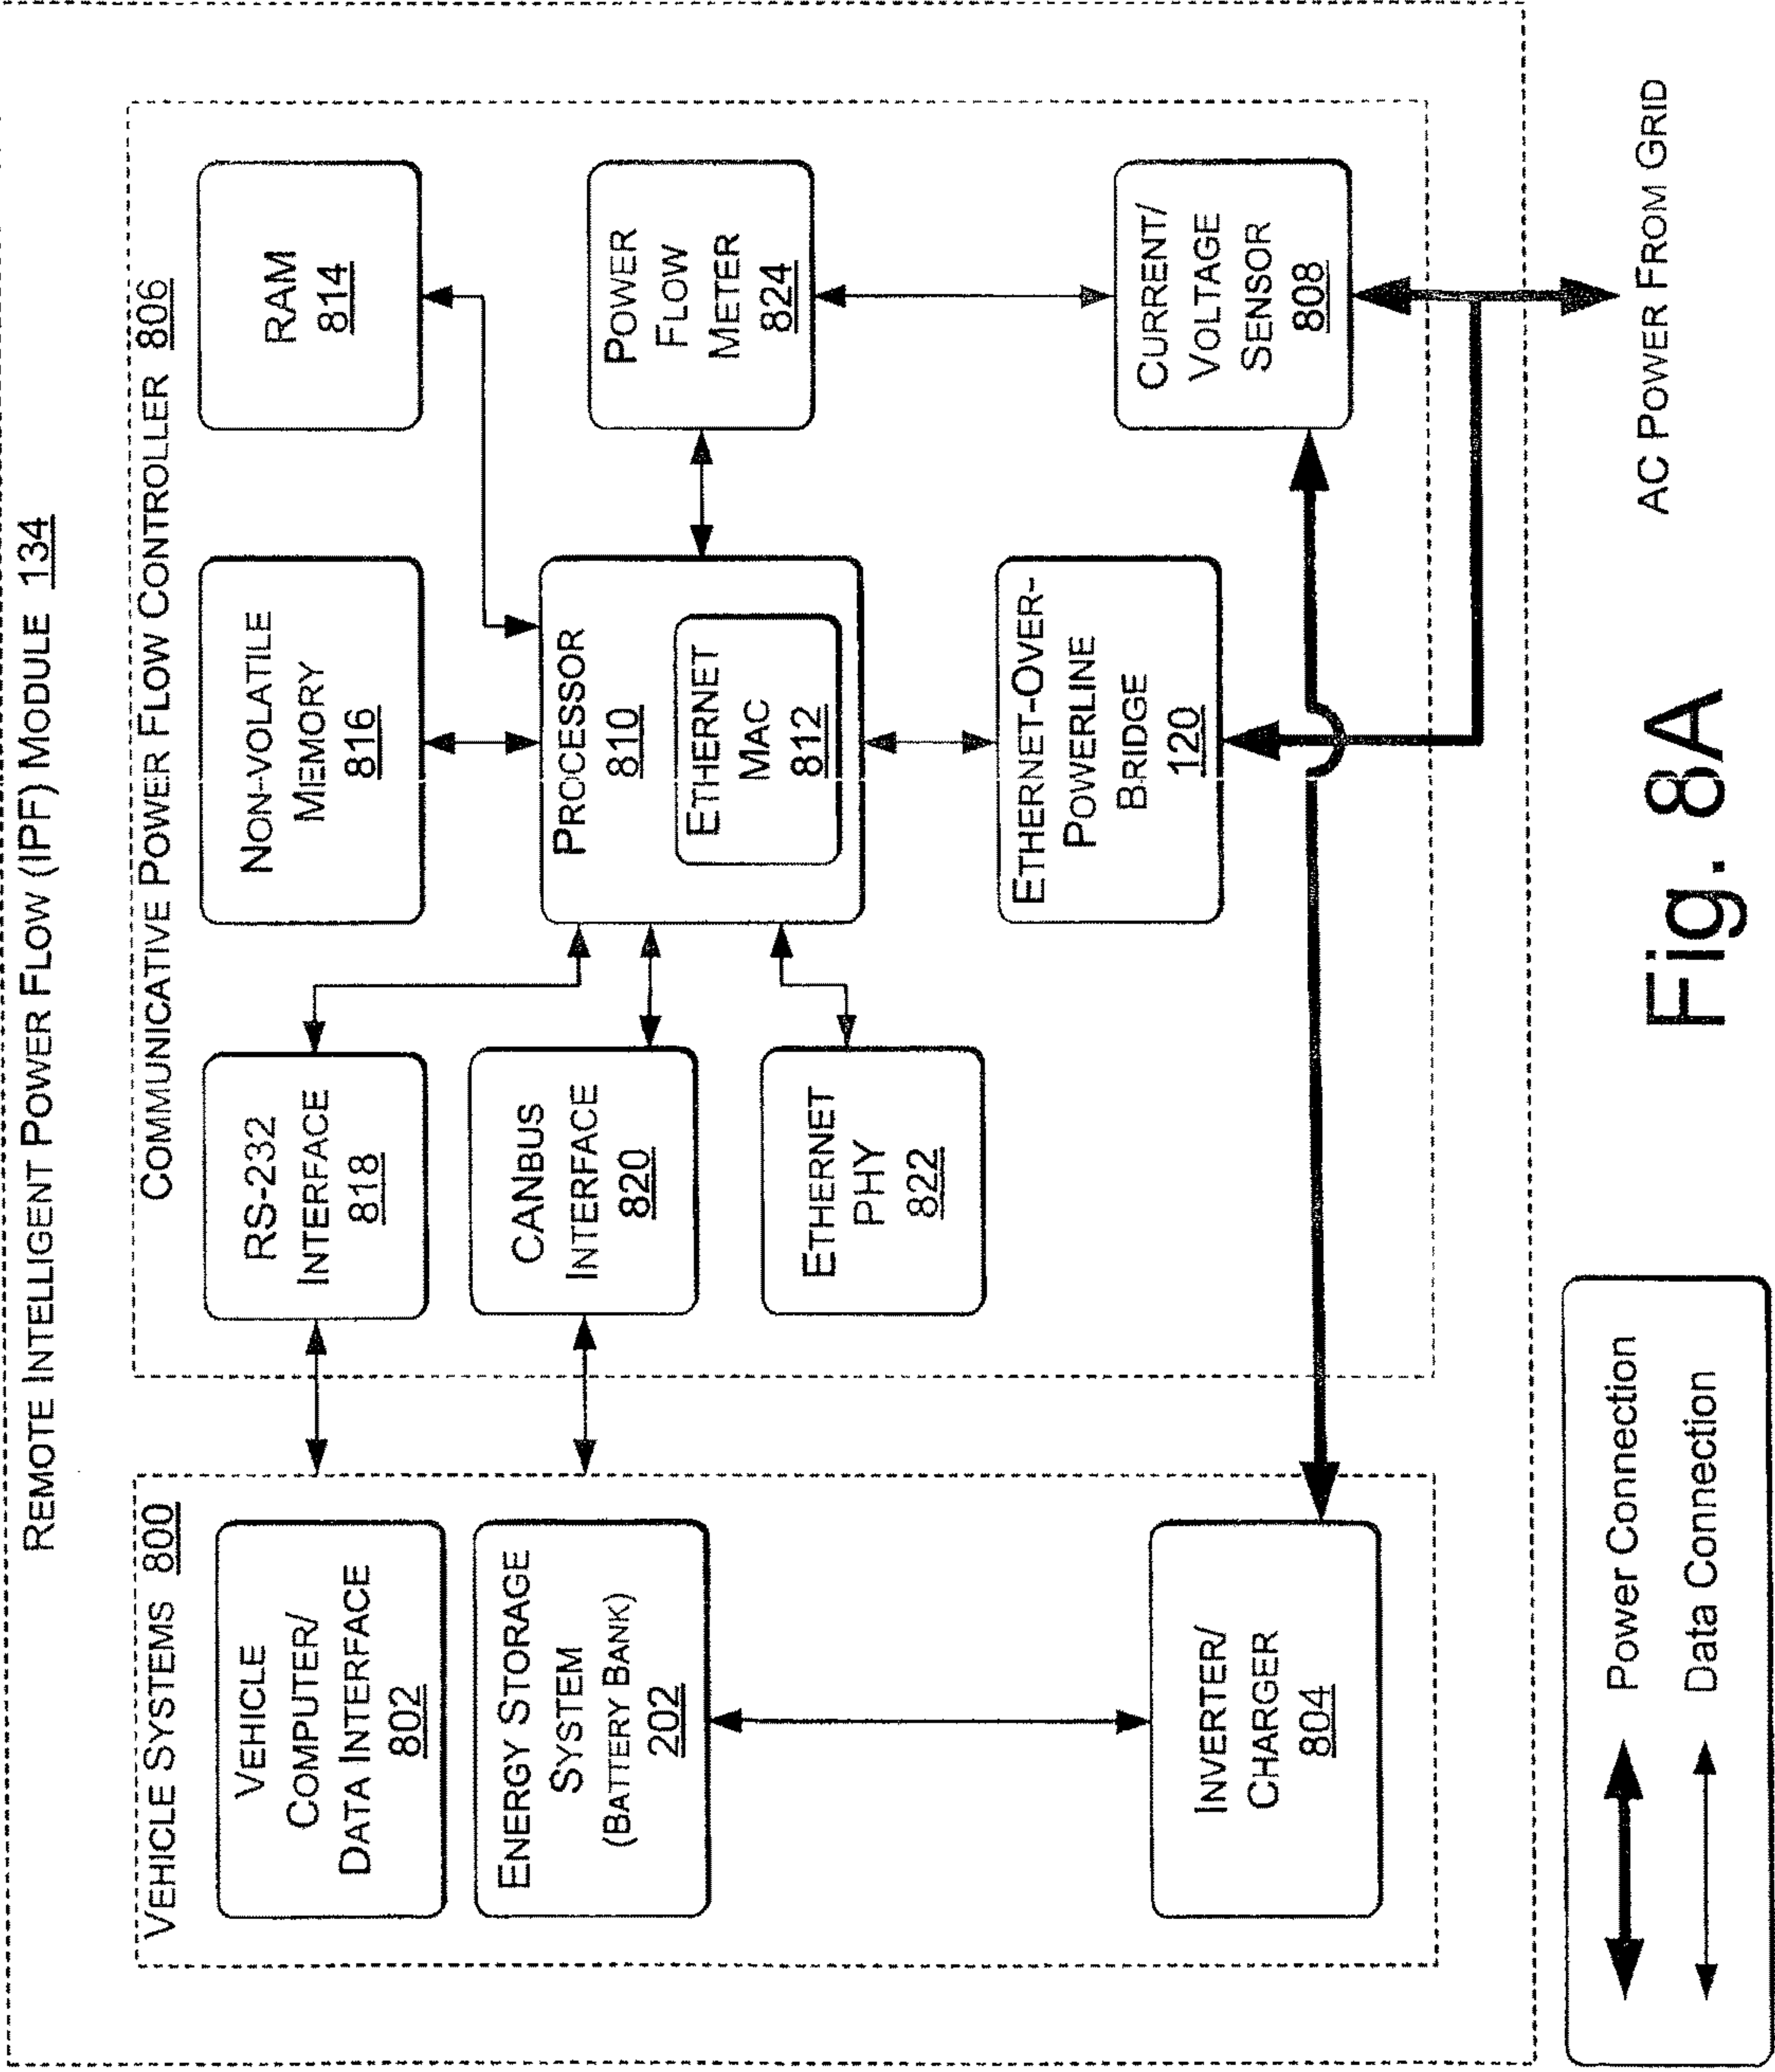 REMOTE INTELLIGENT POWER FLOW (IPF) MODULE 134
VEHICLE SYSTEMS 800
VEHICLE
COMPUTER/
DATA INTERFACE
802
ENERGY STORAGE
SYSTEM
(BATTERY BANK)
202
INVERTER/
CHARGER
804
COMMUNICATIVE POWER FLOW CONTROLLER 806
RS-232
INTERFACE
818
CANBUS
INTERFACE
820
ETHERNET
PHY
822
NON-VOLATILE
MEMORY
816
PROCESSOR
810
ETHERNET
MAC
812
ETHERNET-OVER-
POWERLINE
BRIDGE
120
RAM
814
POWER
FLOW
METER
824
CURRENT/
VOLTAGE
SENSOR
808
AC POWER FROM GRID
Power Connection
Data Connection
Fig. 8A